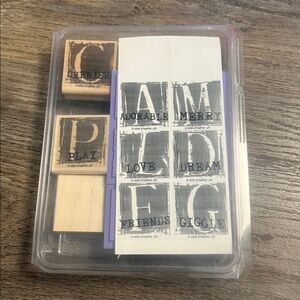 C
CHERISH
A M
ADORABLE MERRY
P
PLAY
L D
LOVE DREAM
F G
FRIENDS GIGGLE